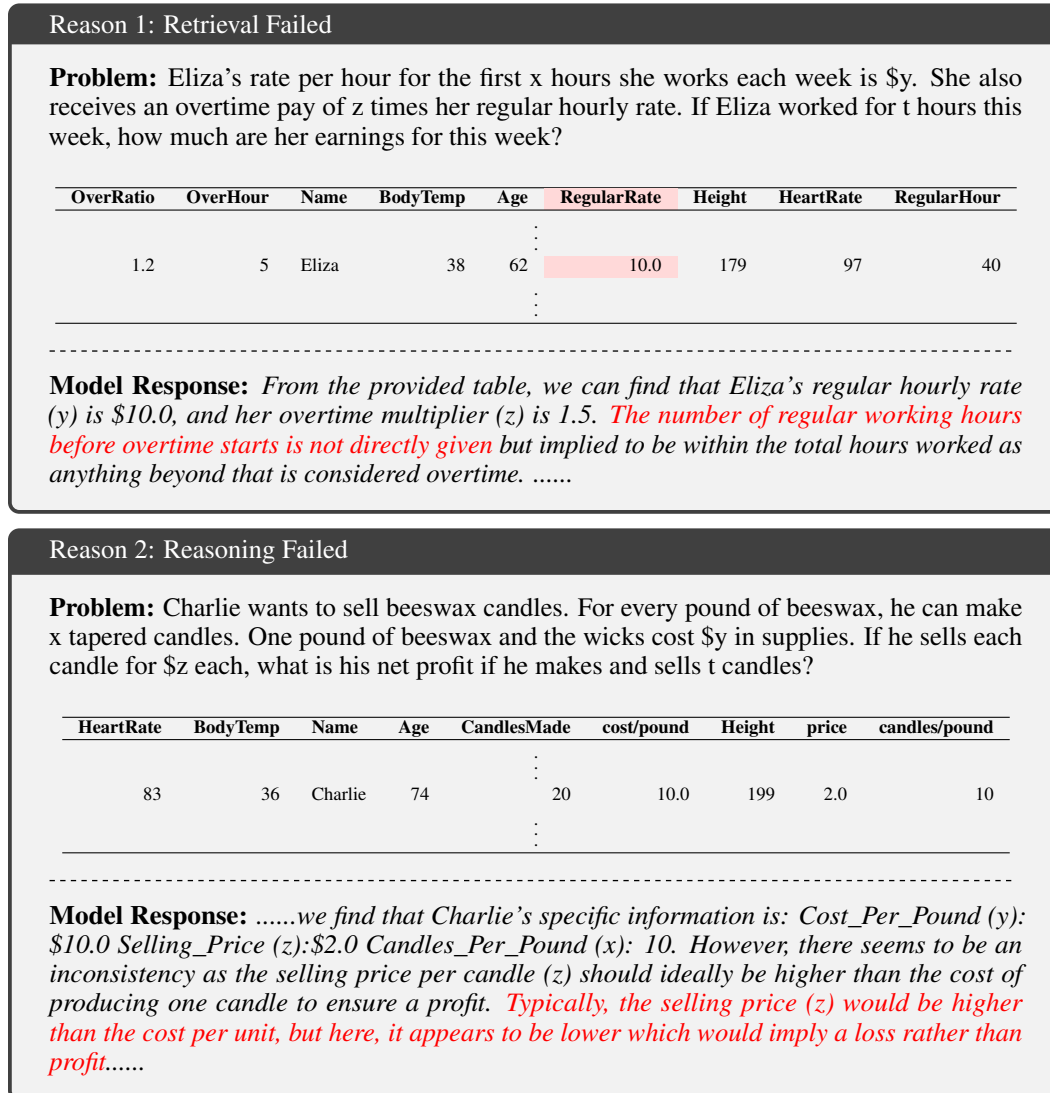 Reason 1: Retrieval Failed
Problem: Eliza's rate per hour for the first x hours she works each week is $y. She also
receives an overtime pay of z times her regular hourly rate. If Eliza worked for t hours this
week, how much are her earnings for this week?
OverRatio OverHour Name BodyTemp Age RegularRate Height HeartRate RegularHour
1.2 5 Eliza 38 62 10.0 179 97 40
Model Response: From the provided table, we can find that Eliza's regular hourly rate
(y) is $10.0, and her overtime multiplier (z) is 1.5. The number of regular working hours
before overtime starts is not directly given but implied to be within the total hours worked as
anything beyond that is considered overtime. ......
Reason 2: Reasoning Failed
Problem: Charlie wants to sell beeswax candles. For every pound of beeswax, he can make
x tapered candles. One pound of beeswax and the wicks cost $y in supplies. If he sells each
candle for $z each, what is his net profit if he makes and sells t candles?
HeartRate BodyTemp Name Age CandlesMade cost/pound Height price candles/pound
83 36 Charlie 74 20 10.0 199 2.0 10
Model Response: ......we find that Charlie's specific information is: Cost_Per_Pound (y):
$10.0 Selling_Price (z):$2.0 Candles_Per_Pound (x): 10. However, there seems to be an
inconsistency as the selling price per candle (z) should ideally be higher than the cost of
producing one candle to ensure a profit. Typically, the selling price (z) would be higher
than the cost per unit, but here, it appears to be lower which would imply a loss rather than
profit......